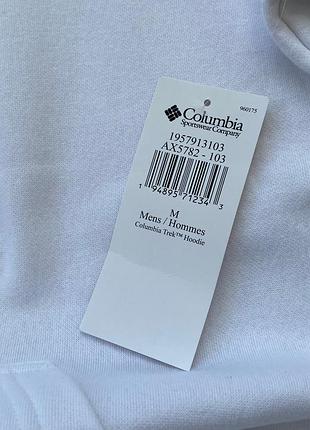 960175
Columbia
Sportswear Company
1957913103
AX5782 - 103
1 94895 71234 3
M
Mens / Hommes
Columbia Trek™ Hoodie